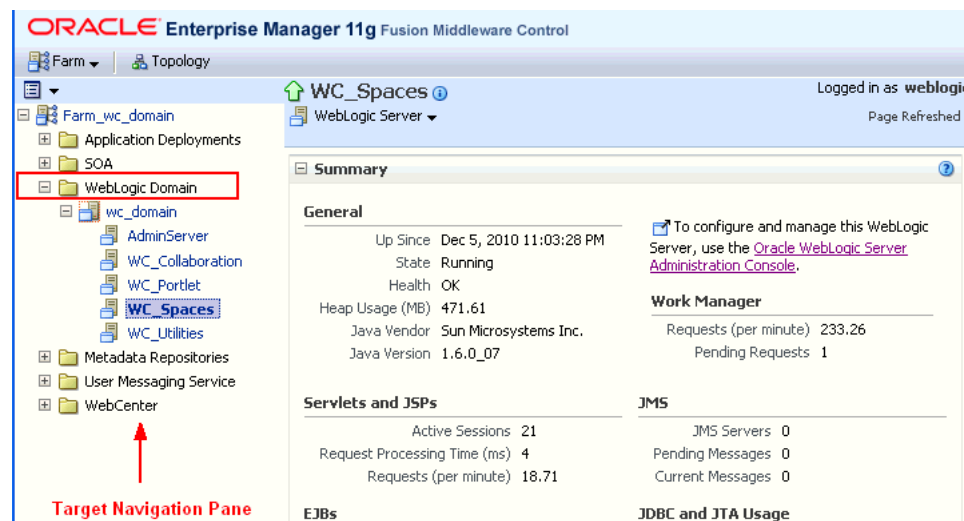 ORACLE Enterprise Manager 11g Fusion Middleware Control
Farm Topology
Farm_wc_domain
Application Deployments
SOA
WebLogic Domain
wc_domain
AdminServer
WC_Collaboration
WC_Portlet
WC_Spaces
WC_Utilities
Metadata Repositories
User Messaging Service
WebCenter
Target Navigation Pane
WC_Spaces
WebLogic Server
Logged in as weblogi
Page Refreshed
Summary
General
Up Since Dec 5, 2010 11:03:28 PM
State Running
Health OK
Heap Usage (MB) 471.61
Java Vendor Sun Microsystems Inc.
Java Version 1.6.0_07
To configure and manage this WebLogic
Server, use the Oracle WebLogic Server
Administration Console.
Work Manager
Requests (per minute) 233.26
Pending Requests 1
Servlets and JSPs
Active Sessions 21
Request Processing Time (ms) 4
Requests (per minute) 18.71
JMS
JMS Servers 0
Pending Messages 0
Current Messages 0
EJBs
JDBC and JTA Usage